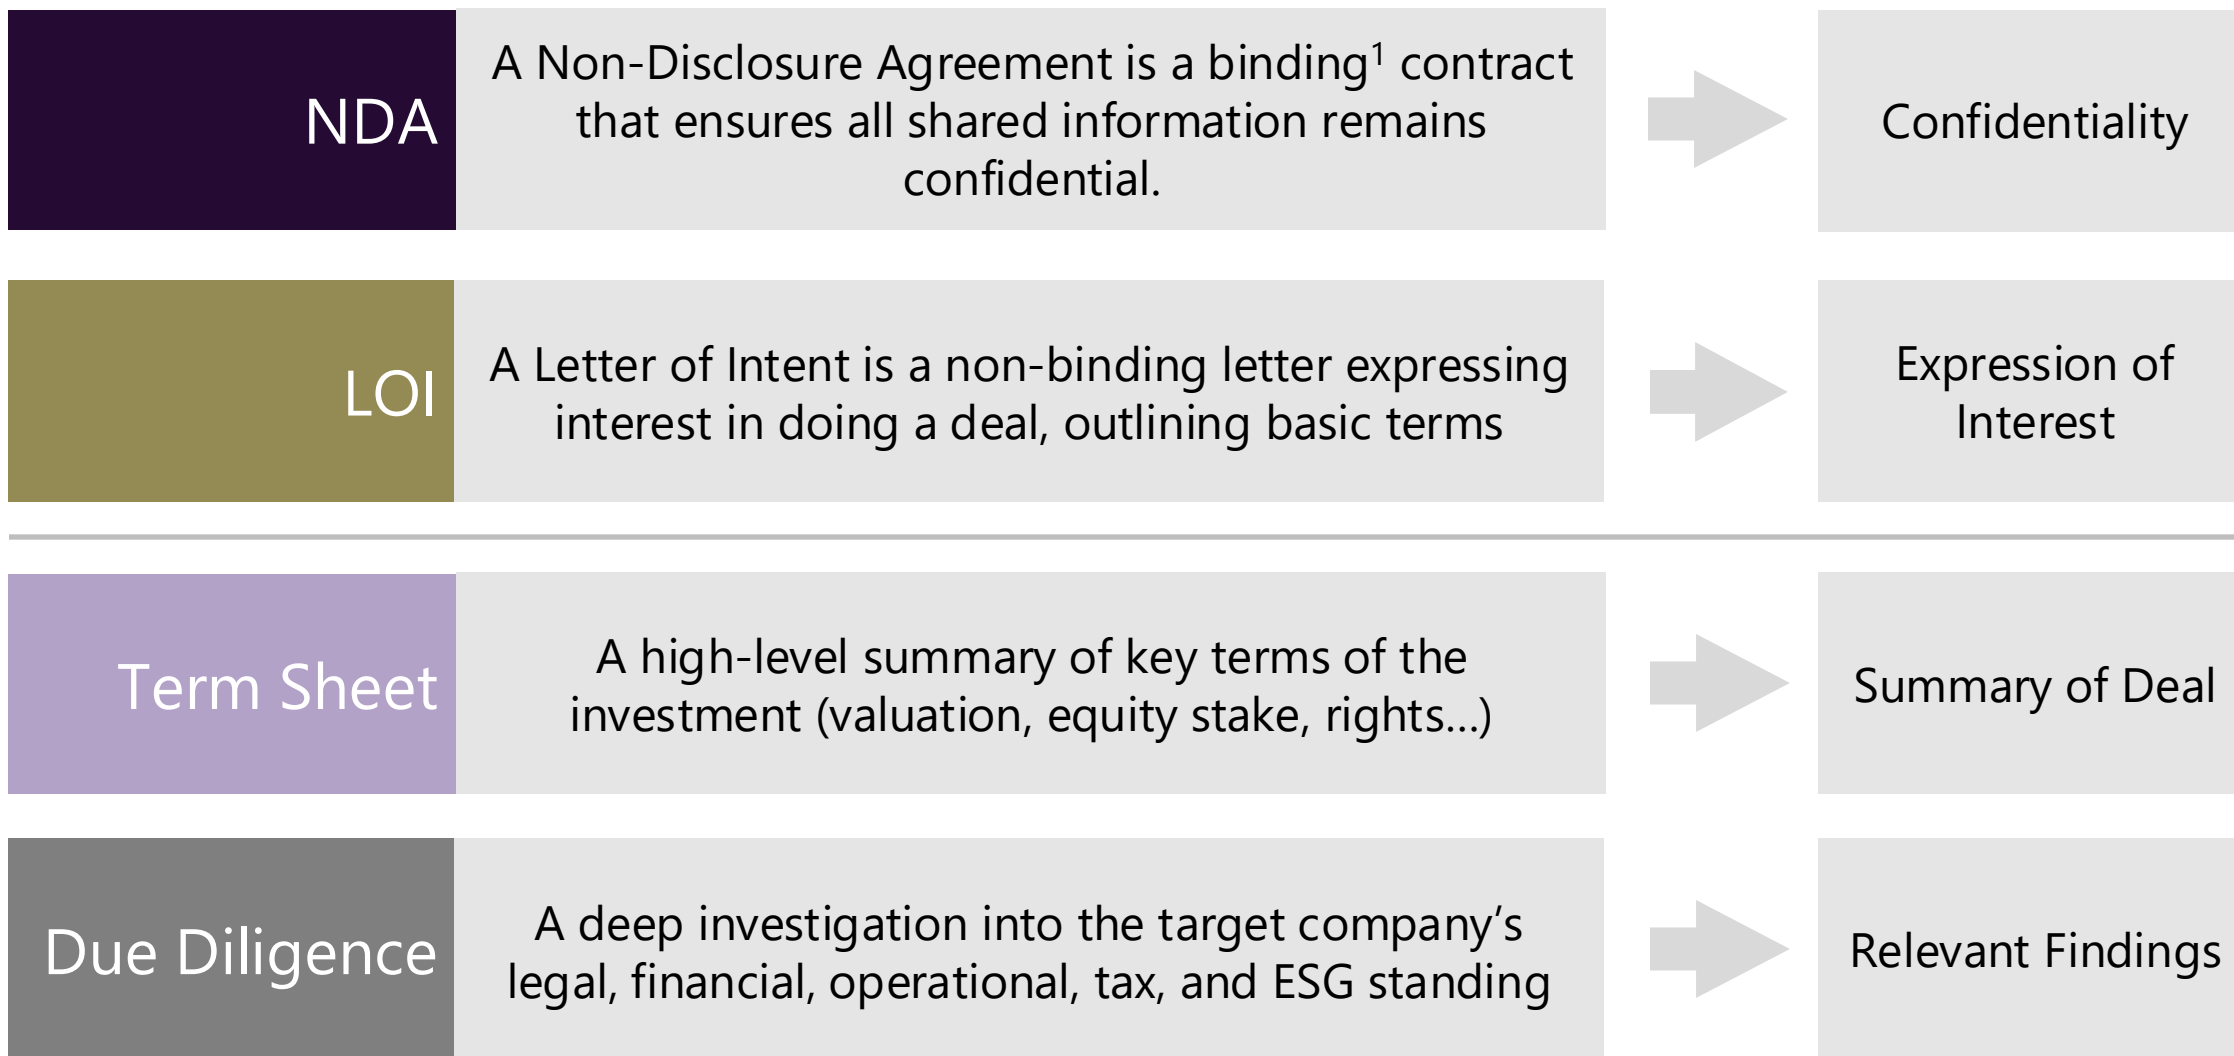 NDA
A Non-Disclosure Agreement is a binding¹ contract
that ensures all shared information remains
confidential.
Confidentiality
LOI
A Letter of Intent is a non-binding letter expressing
interest in doing a deal, outlining basic terms
Expression of
Interest
Term Sheet
A high-level summary of key terms of the
investment (valuation, equity stake, rights...)
Summary of Deal
Due Diligence
A deep investigation into the target company’s
legal, financial, operational, tax, and ESG standing
Relevant Findings